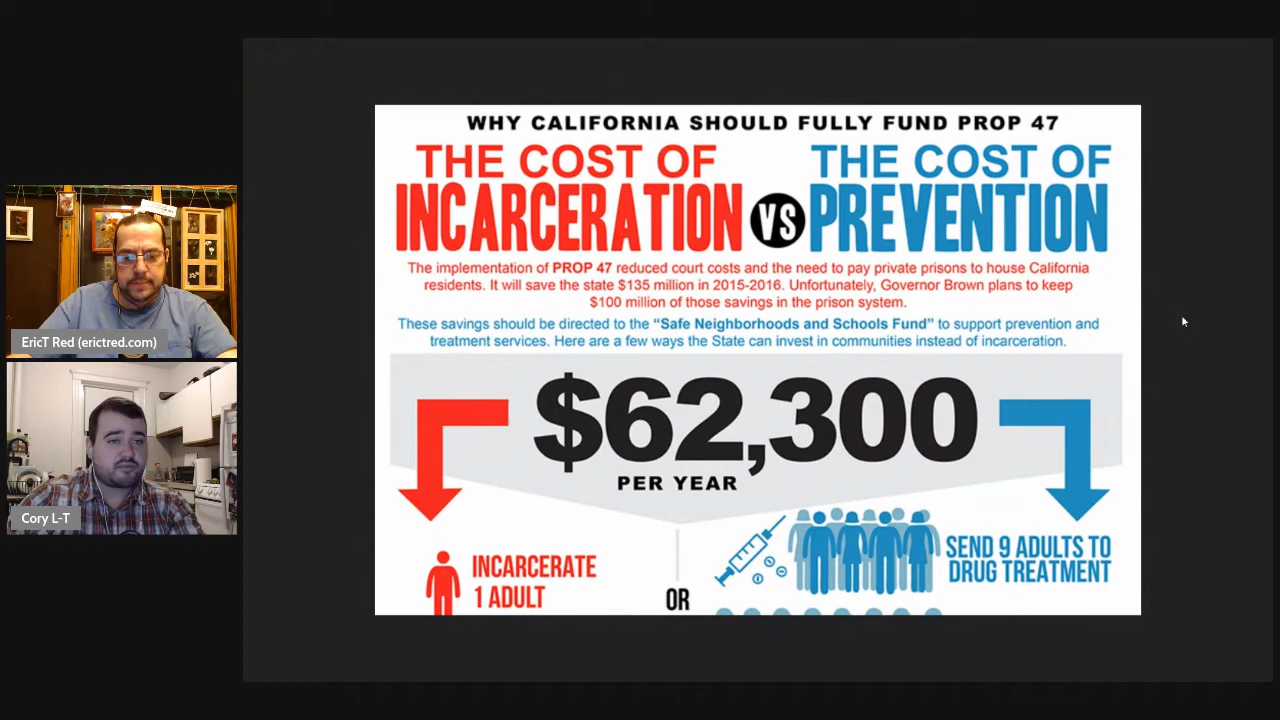 WHY CALIFORNIA SHOULD FULLY FUND PROP 47
THE COST OF
INCARCERATION
VS
THE COST OF
PREVENTION
The implementation of PROP 47 reduced court costs and the need to pay private prisons to house California
residents. It will save the state $135 million in 2015-2016. Unfortunately, Governor Brown plans to keep
$100 million of those savings in the prison system.
These savings should be directed to the “Safe Neighborhoods and Schools Fund” to support prevention and
treatment services. Here are a few ways the State can invest in communities instead of incarceration.
$62,300
PER YEAR
INCARCERATE
1 ADULT
OR
SEND 9 ADULTS TO
DRUG TREATMENT
EricT Red (erictred.com)
Cory L-T